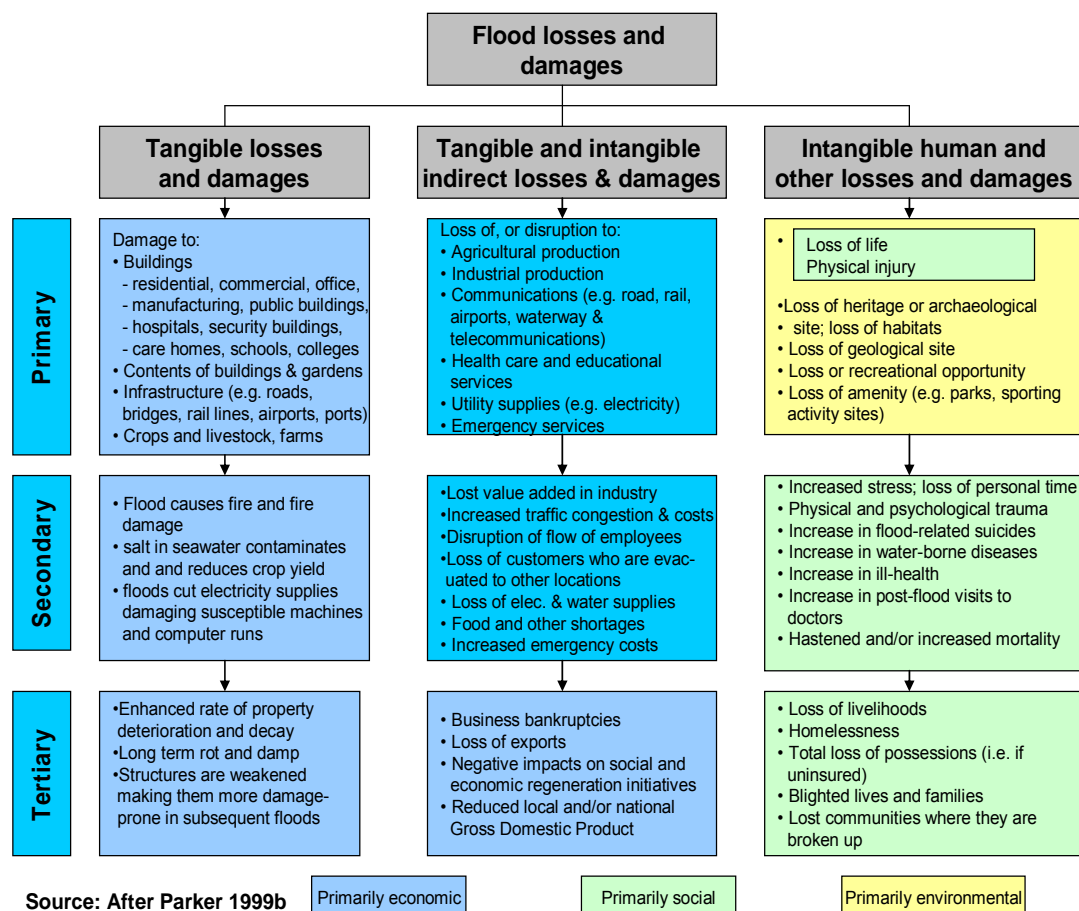 Flood losses and
damages
Tangible losses
and damages
Tangible and intangible
indirect losses & damages
Intangible human and
other losses and damages
Primary
Damage to:
• Buildings
- residential, commercial, office,
- manufacturing, public buildings,
- hospitals, security buildings,
- care homes, schools, colleges
• Contents of buildings & gardens
• Infrastructure (e.g. roads,
bridges, rail lines, airports, ports)
• Crops and livestock, farms
Loss of, or disruption to:
• Agricultural production
• Industrial production
• Communications (e.g. road, rail,
airports, waterway &
telecommunications)
• Health care and educational
services
• Utility supplies (e.g. electricity)
• Emergency services
•
Loss of life
Physical injury
•Loss of heritage or archaeological
• site; loss of habitats
• Loss of geological site
• Loss or recreational opportunity
• Loss of amenity (e.g. parks, sporting
activity sites)
Secondary
• Flood causes fire and fire
damage
• salt in seawater contaminates
and and reduces crop yield
• floods cut electricity supplies
damaging susceptible machines
and computer runs
•Lost value added in industry
•Increased traffic congestion & costs
•Disruption of flow of employees
•Loss of customers who are evac-
uated to other locations
• Loss of elec. & water supplies
• Food and other shortages
• Increased emergency costs
• Increased stress; loss of personal time
• Physical and psychological trauma
• Increase in flood-related suicides
• Increase in water-borne diseases
• Increase in ill-health
• Increase in post-flood visits to
doctors
• Hastened and/or increased mortality
Tertiary
•Enhanced rate of property
deterioration and decay
•Long term rot and damp
•Structures are weakened
making them more damage-
prone in subsequent floods
• Business bankruptcies
• Loss of exports
• Negative impacts on social and
economic regeneration initiatives
• Reduced local and/or national
Gross Domestic Product
• Loss of livelihoods
• Homelessness
• Total loss of possessions (i.e. if
uninsured)
• Blighted lives and families
• Lost communities where they are
broken up
Source: After Parker 1999b
Primarily economic
Primarily social
Primarily environmental